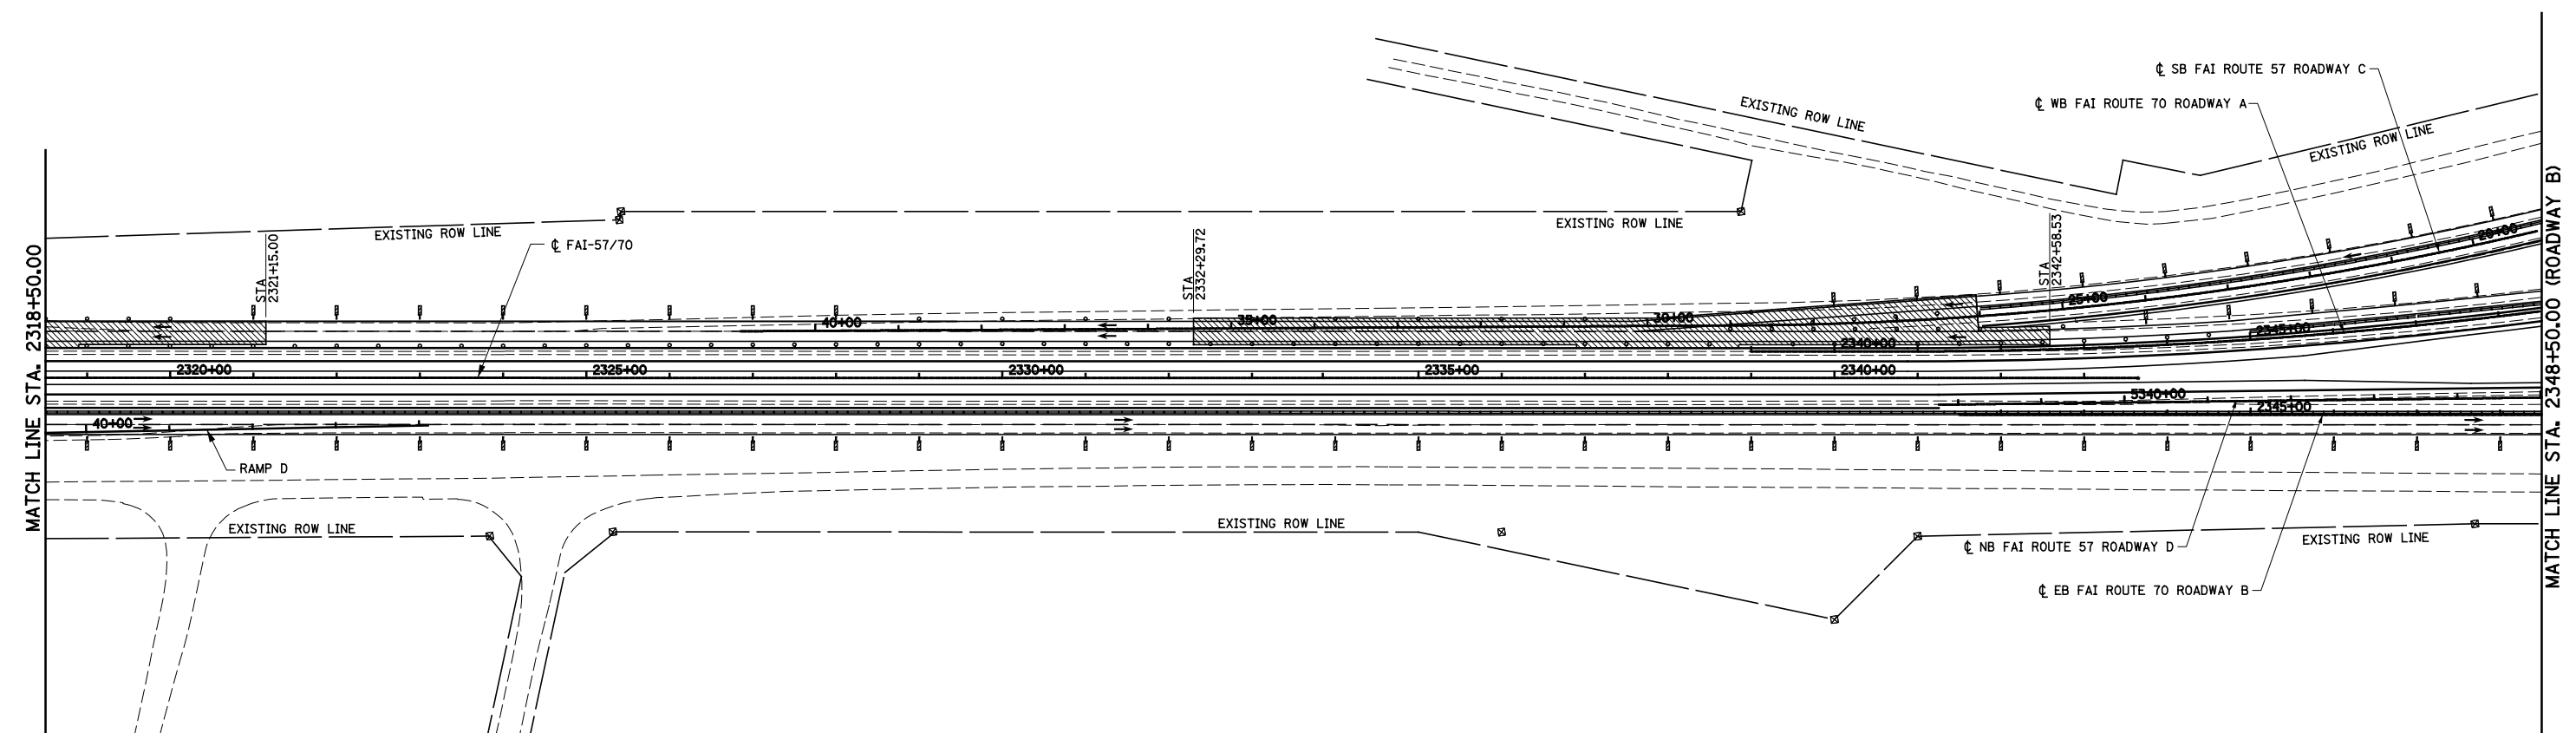 ℄ SB FAI ROUTE 57 ROADWAY C
℄ WB FAI ROUTE 70 ROADWAY A
EXISTING ROW LINE
EXISTING ROW LINE
EXISTING ROW LINE
EXISTING ROW LINE
℄ FAI-57/70
STA
2321+15.00
STA
2332+29.72
STA
2342+58.53
20+00
25+00
30+00
35+00
40+00
2345+00
2340+00
2320+00
2325+00
2330+00
2335+00
2340+00
5340+00
2345+00
40+00
RAMP D
EXISTING ROW LINE
EXISTING ROW LINE
℄ NB FAI ROUTE 57 ROADWAY D
EXISTING ROW LINE
℄ EB FAI ROUTE 70 ROADWAY B
MATCH LINE STA. 2318+50.00
MATCH LINE STA. 2348+50.00 (ROADWAY B)